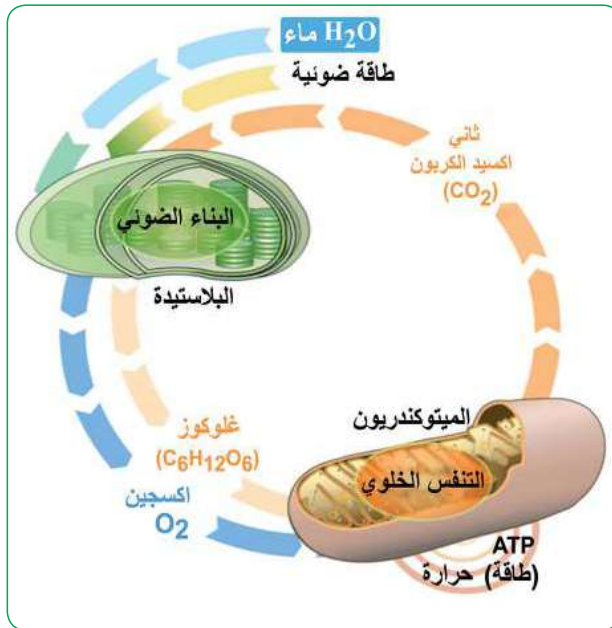 H2O ماء
طاقة ضوئية
ثاني
اكسيد الكربون
(CO2)
البناء الضوئي
البلاستيدة
الميتوكندريون
غلوكوز
(C6H12O6)
التنفس الخلوي
اكسجين
O2
ATP
(طاقة) حرارة